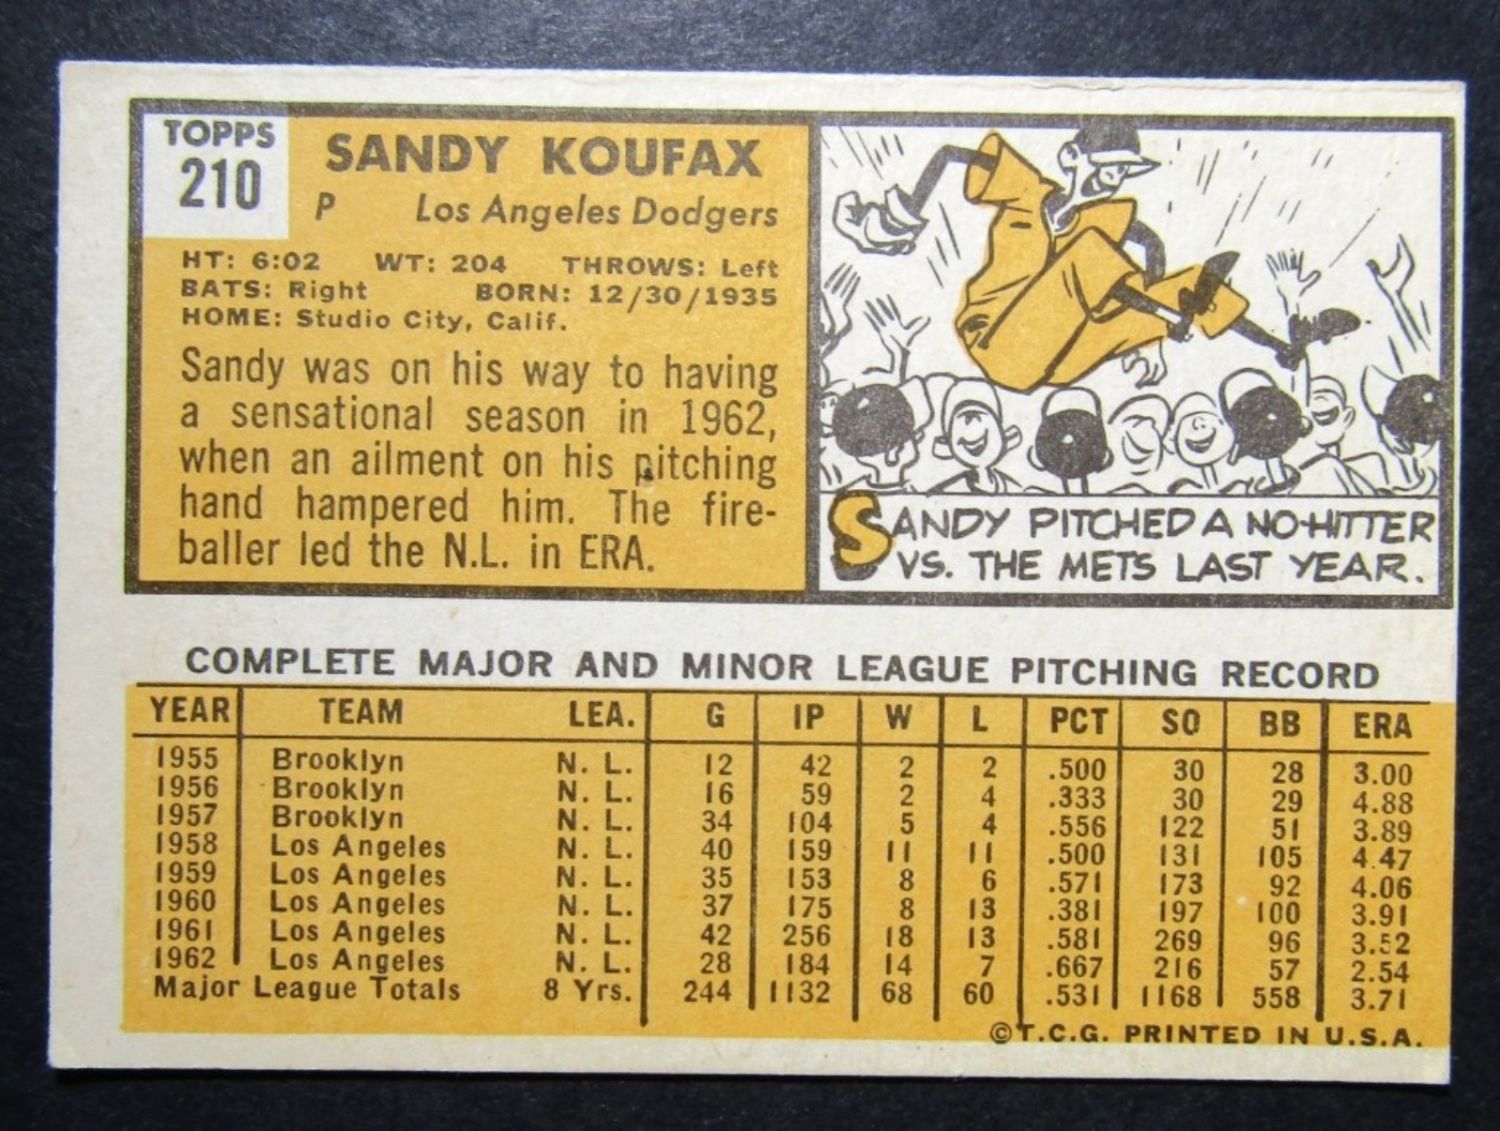 TOPPS
210
SANDY KOUFAX
P Los Angeles Dodgers
HT: 6:02 WT: 204 THROWS: Left
BATS: Right BORN: 12/30/1935
HOME: Studio City, Calif.
Sandy was on his way to having
a sensational season in 1962,
when an ailment on his pitching
hand hampered him. The fire-
baller led the N.L. in ERA.
SANDY PITCHED A NO-HITTER
VS. THE METS LAST YEAR.
COMPLETE MAJOR AND MINOR LEAGUE PITCHING RECORD
YEAR TEAM LEA. G IP W L PCT SO BB ERA
1955 Brooklyn N. L. 12 42 2 2 .500 30 28 3.00
1956 Brooklyn N. L. 16 59 2 4 .333 30 29 4.88
1957 Brooklyn N. L. 34 104 5 4 .556 122 51 3.89
1958 Los Angeles N. L. 40 159 11 11 .500 131 105 4.47
1959 Los Angeles N. L. 35 153 8 6 .571 173 92 4.06
1960 Los Angeles N. L. 37 175 8 13 .381 197 100 3.91
1961 Los Angeles N. L. 42 256 18 13 .581 269 96 3.52
1962 Los Angeles N. L. 28 184 14 7 .667 216 57 2.54
Major League Totals 8 Yrs. 244 1132 68 60 .531 1168 558 3.71
©T.C.G. PRINTED IN U.S.A.